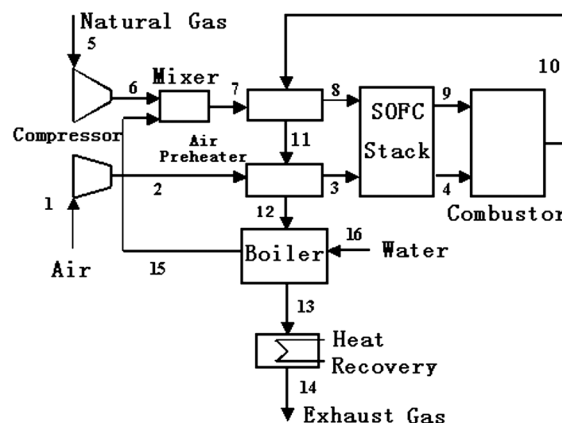 Natural Gas
5
10
6
Mixer
7
8
9
SOFC
Stack
Compressor
Air
Preheater
11
1
2
3
4
Combustor
12
16
Air
15
Boiler
Water
13
Heat
Recovery
14
Exhaust Gas